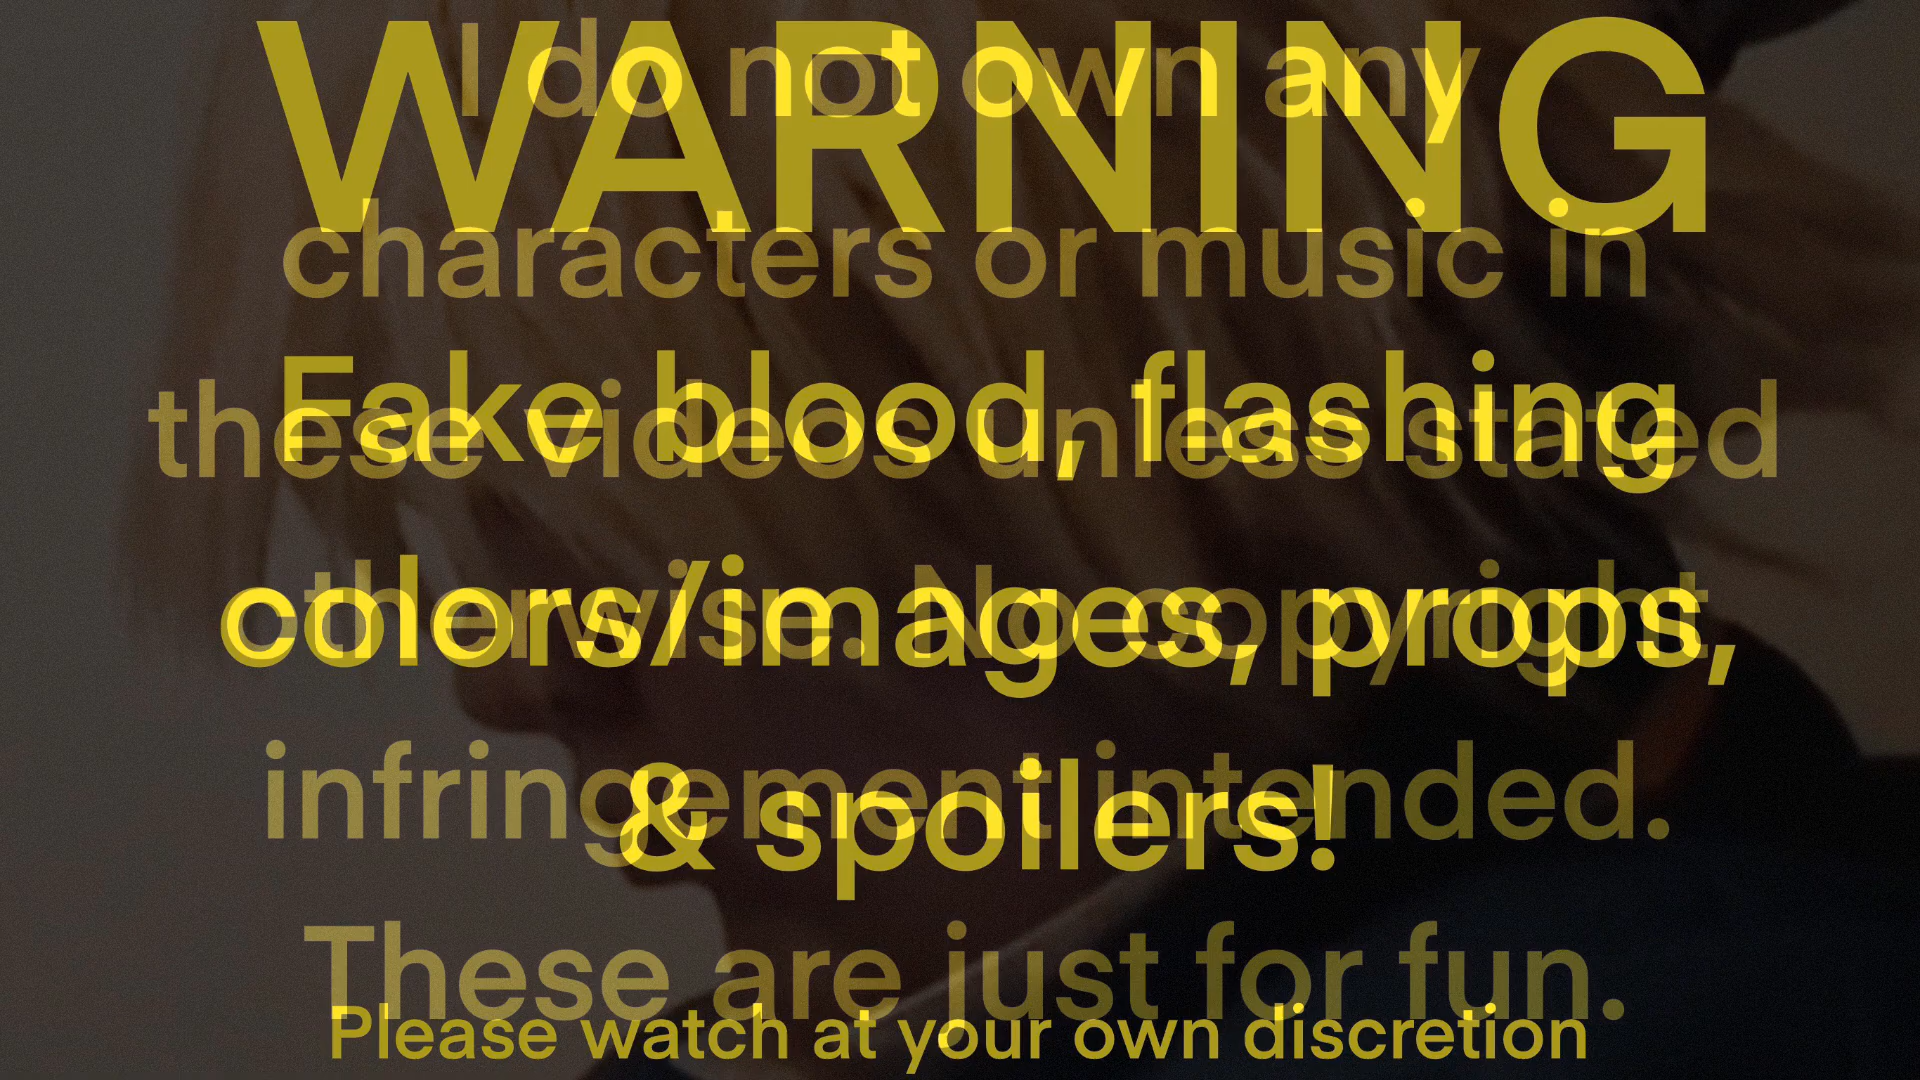 WARNING
Fake blood, flashing
colors/images, props,
& spoilers!
Please watch at your own discretion
I do not own any
characters or music in
these videos unless stated
otherwise. No copyright
infringement intended.
These are just for fun.